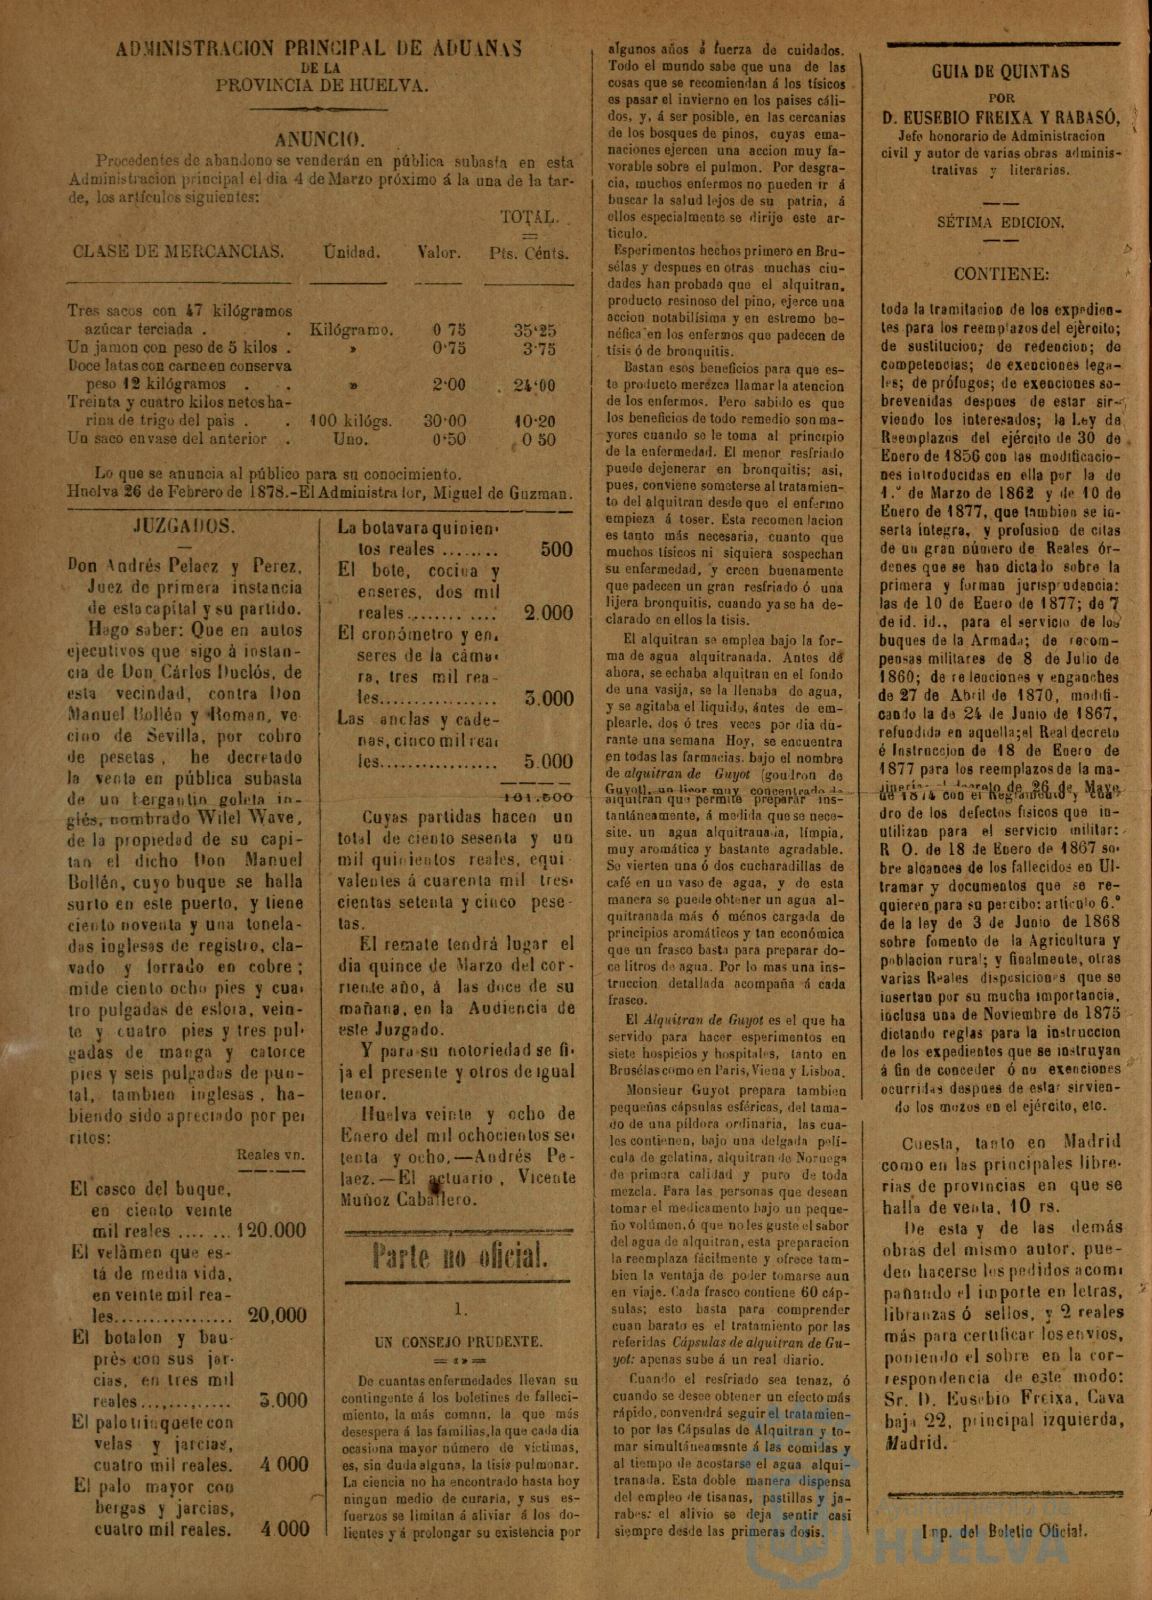 ADMINISTRACION PRINCIPAL DE ADUANAS
DE LA
PROVINCIA DE HUELVA.
ANUNCIO.
Procedentes de abandono se venderán en pública subasta en esta
Administracion principal el dia 4 de Marzo próximo á la una de la tar-
de, los artículos siguientes:
TOTAL.
CLASE DE MERCANCIAS. Unidad. Valor. Pts. Cénts.
Tres sacos con 47 kilógramos
azúcar terciada . . Kilógramo. 0 75 35'25
Un jamon con peso de 5 kilos . » 0'75 3·75
Doce latas con carne en conserva
peso 12 kilógramos . . » 2'00 24'00
Treinta y cuatro kilos netos ha-
rina de trigo del pais . . 100 kilógs. 30'00 10·20
Un saco envase del anterior . Uno. 0'50 0 50
Lo que se anuncia al público para su conocimiento.
Huelva 26 de Febrero de 1878.-El Administrador, Miguel de Guzman.
JUZGADOS.
Don Andrés Pelaez y Perez,
Juez de primera instancia
de esta capital y su partido.
Hago saber: Que en autos
ejecutivos que sigo á instan-
cia de Don Cárlos Duclós, de
esta vecindad, contra Don
Manuel Bollén y Roman, ve
cino de Sevilla, por cobro
de pesetas, he decretado
la venta en pública subasta
de un bergantin goleta in-
glés, nombrado Wilel Wave,
de la propiedad de su capi-
tan el dicho Don Manuel
Bollén, cuyo buque se halla
surto en este puerto, y tiene
ciento noventa y una tonela-
das inglesas de registro, cla-
vado y forrado en cobre;
mide ciento ocho pies y cua-
tro pulgadas de eslora, vein-
te y cuatro pies y tres pul-
gadas de manga y catorce
pies y seis pulgadas de pun-
tal, tambien inglesas, ha-
biendo sido apreciado por peri
ritos:
Reales vn.
El casco del buque,
en ciento veinte
mil reales ........ 120.000
El velámen que es-
tá de media vida,
en veinte mil rea-
les................. 20,000
El botalon y bau-
prés con sus jar-
cias, en tres mil
reales............. 3.000
El palo trinquete con
velas y jarcias,
cuatro mil reales. 4 000
El palo mayor con
bergas y jarcias,
cuatro mil reales. 4.000
La botavara quinien-
tos reales ........ 500
El bote, cocina y
enseres, dos mil
reales............ 2.000
El cronómetro y en-
seres de la cáma-
ra, tres mil rea-
les................. 3.000
Las anclas y cade-
nas, cinco mil rea-
les................. 5.000
161.500
Cuyas partidas hacen un
total de ciento sesenta y un
mil quinientos reales, equi
valentes á cuarenta mil tres-
cientas setenta y cinco pese-
tas.
El remate tendrá lugar el
dia quince de Marzo del cor-
riente año, á las doce de su
mañana, en la Audiencia de
este Juzgado.
Y para su notoriedad se fi-
ja el presente y otros de igual
tenor.
Huelva veinte y ocho de
Enero del mil ochocientos se-
tenta y ocho.—Andrés Pe-
laez.—El actuario, Vicente
Muñoz Caballero.
Parte no oficial.
1.
UN CONSEJO PRUDENTE.
De cuantas enfermedades llevan su
contingente á los boletines de falleci-
miento, la más comun, la que más
desespera á las familias, la que cada dia
ocasiona mayor número de víctimas,
es, sin duda alguna, la tisis pulmonar.
La ciencia no ha encontrado hasta hoy
ningun medio de curaria, y sus es-
fuerzos se limitan á aliviar á los do-
lientes y á prolongar su existencia por
algunos años á fuerza de cuidados.
Todo el mundo sabe que una de las
cosas que se recomiendan á los tísicos
es pasar el invierno en los paises cáli-
dos, y, á ser posible, en las cercanias
de los bosques de pinos, cuyas ema-
naciones ejercen una accion muy fa-
vorable sobre el pulmon. Por desgra-
cia, muchos enfermos no pueden ir á
buscar la salud lejos de su patria, á
ellos especialmente se dirije este ar-
ticulo.
Esperimentos hechos primero en Bru-
sélas y despues en otras muchas ciu-
dades han probado que el alquitran,
producto resinoso del pino, ejerce una
accion notabilísima y en estremo be-
néfica en los enfermos que padecen de
tisis ó de bronquitis.
Bastan esos beneficios para que es-
te producto merezca llamar la atencion
de los enfermos. Pero sabido es que
los beneficios de todo remedio son ma-
yores cuando se le toma al principio
de la enfermedad. El menor resfriado
puede dejenerar en bronquitis; asi,
pues, conviene someterse al tratamien-
to del alquitran desde que el enfermo
empieza á toser. Esta recomendacion
es tanto más necesaria, cuanto que
muchos tísicos ni siquiera sospechan
su enfermedad, y creen buenamente
que padecen un gran resfriado ó una
lijera bronquitis, cuando ya se ha de-
clarado en ellos la tisis.
El alquitran se emplea bajo la for-
ma de agua alquitranada. Antes de
ahora, se echaba alquitran en el fondo
de una vasija, se la llenaba de agua,
y se agitaba el liquido, ántes de em-
plearle, dos ó tres veces por dia du-
rante una semana Hoy, se encuentra
en todas las farmacias. bajo el nombre
de alquitran de Guyot (goudron de
Guyot), un licor muy concentrado de
alquitran que permite preparar ins-
tantáneamente, á medida que se nece-
site. un agua alquitranada, límpia,
muy aromática y bastante agradable.
So vierten una ó dos cucharadillas de
café en un vaso de agua, y de esta
manera se puede obtener un agua al-
quitranada más ó ménos cargada de
principios aromáticos y tan económica
que un frasco basta para preparar do-
ce litros de agua. Por lo mas una ins-
truccion detallada acompaña á cada
frasco.
El Alquitran de Guyot es el que ha
servido para hacer esperimentos en
siete hospicios y hospitales, tanto en
Brusélas como en Paris, Viena y Lisboa.
Monsieur Guyot prepara tambien
pequeñas cápsulas esféricas, del tama-
ño de una píldora ordinaria, las cua-
les contienen, bajo una delgada pelí-
cula de gelatina, alquitran de Noruega
de primera calidad y puro de toda
mezcla. Para las personas que desean
tomar el medicamento bajo un peque-
ño volúmen, ó que no les guste el sabor
del agua de alquitran, esta preparacion
la reemplaza fácilmente y ofrece tam-
bien la ventaja de poder tomarse aun
en viaje. Cada frasco contiene 60 cáp-
sulas; esto basta para comprender
cuan barato es el tratamiento por las
referidas Cápsulas de alquitran de Gu-
yot: apenas sube á un real diario.
Cuando el resfriado sea tenaz, ó
cuando se desee obtener un efecto más
rápido, convendrá seguir el tratamien-
to por las Cápsulas de Alquitran y to-
mar simultáneamsnte á las comidas y
al tiempo de acostarse el agua alqui-
tranada. Esta doble manera dispensa
del empleo de tisanas, pastillas y ja-
rabes: el alivio se deja sentir casi
siempre desde las primeras dosis.
GUIA DE QUINTAS
POR
D. EUSEBIO FREIXA Y RABASÓ,
Jefe honorario de Administracion
civil y autor de varias obras adminis-
trativas y literarias.
SÉTIMA EDICION.
CONTIENE:
toda la tramitacion de los expedien-
tes para los reemplazos del ejército;
de sustitucion; de redencion; de
competencias; de exenciones lega-
les; de prófugos; de exenciones so-
brevenidas despues de estar sir-
viendo los interesados; la Ley de
Reemplazos del ejército de 30 de
Enero de 1856 con las modificacio-
nes introducidas en ella por la de
1.º de Marzo de 1862 y de 10 de
Enero de 1877, que tambien se in-
serta íntegra, y profusion de citas
de un gran número de Reales ór-
denes que se han dictado sobre la
primera y forman jurisprudencia:
las de 10 de Enero de 1877; de 7
de id. id., para el servicio de los
buques de la Armada; de recom-
pensas militares de 8 de Julio de
1860; de redenciones y enganches
de 27 de Abril de 1870, modifi-
cando la de 24 de Junio de 1867,
refundida en aquella; el Real decreto
é Instruccion de 18 de Enero de
1877 para los reemplazos de la ma-
rinería; decreto de 26 de Mayo
de 1874 con el Reglamento y cua-
dro de los defectos físicos que in-
utilizan para el servicio militar:
R O. de 18 de Enero de 1867 so-
bre alcances de los fallecidos en Ul-
tramar y documentos que se re-
quieren para su percibo: artículo 6.º
de la ley de 3 de Junio de 1868
sobre fomento de la Agricultura y
poblacion rural; y finalmente, otras
varias Reales disposiciones que se
insertan por su mucha importancia,
inclusa una de Noviembre de 1875
dictando reglas para la instruccion
de los expedientes que se instruyan
á fin de conceder ó no exenciones
ocurridas despues de estar sirvien-
do los mozos en el ejército, etc.
Cuesta, tanto en Madrid
como en las principales libre-
rias de provincias en que se
halla de venta, 10 rs.
De esta y de las demás
obras del mismo autor, pue-
den hacerse los pedidos acom-
pañando el importe en letras,
libranzas ó sellos, y 2 reales
más para certificar los envios,
poniendo el sobre en la cor-
respondencia de este modo:
Sr. D. Eusebio Freixa, Cava
baja 22, principal izquierda,
Madrid.
Imp. del Boletin Oficial.
Ayuntamiento de
HUELVA